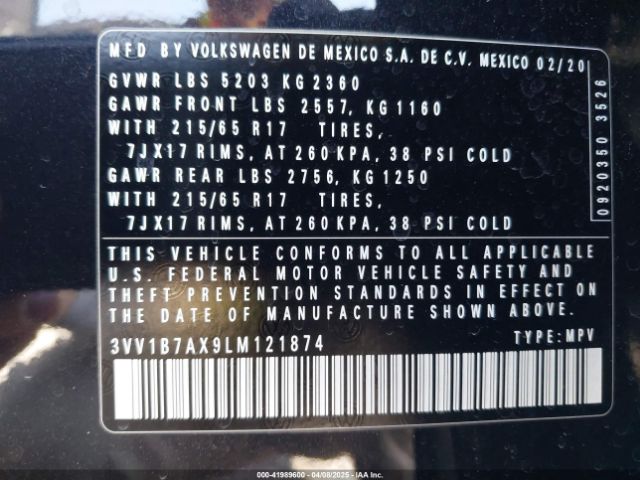 MFD BY VOLKSWAGEN DE MEXICO S.A. DE C.V. MEXICO 02/20
GVWR LBS 5203 KG 2360
GAWR FRONT LBS 2557, KG 1160
WITH 215/65 R17 TIRES,
7JX17 RIMS, AT 260 KPA, 38 PSI COLD
GAWR REAR LBS 2756, KG 1250
WITH 215/65 R17 TIRES,
7JX17 RIMS, AT 260 KPA, 38 PSI COLD
0920350 3526
THIS VEHICLE CONFORMS TO ALL APPLICABLE
U.S. FEDERAL MOTOR VEHICLE SAFETY AND
THEFT PREVENTION STANDARDS IN EFFECT ON
THE DATE OF MANUFACTURE SHOWN ABOVE.
3VV1B7AX9LM121874 TYPE: MPV
000-41989600 - 04/08/2025 - IAA Inc.